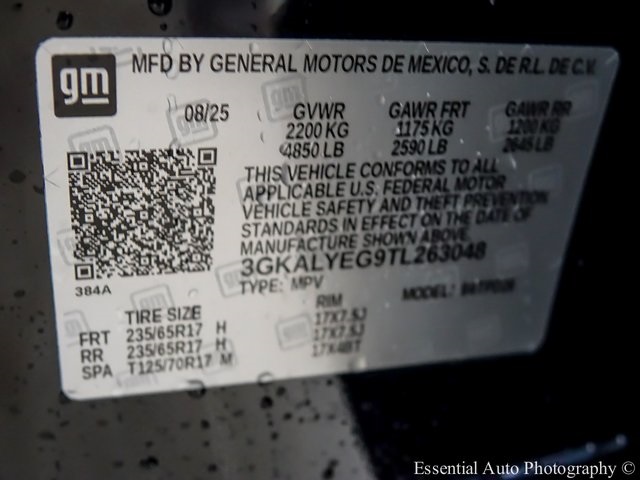 gm
MFD BY GENERAL MOTORS DE MEXICO, S. DE R.L. DE C.V.
08/25 GVWR GAWR FRT GAWR RR
2200 KG 1175 KG 1200 KG
4850 LB 2590 LB 2645 LB
THIS VEHICLE CONFORMS TO ALL
APPLICABLE U.S. FEDERAL MOTOR
VEHICLE SAFETY AND THEFT PREVENTION
STANDARDS IN EFFECT ON THE DATE OF
MANUFACTURE SHOWN ABOVE.
3GKALYEG9TL263048
384A
TYPE: MPV MODEL:
TIRE SIZE RIM
FRT 235/65R17 H 17X7.5J
RR 235/65R17 H 17X7.5J
SPA T125/70R17 M 17X4BT
Essential Auto Photography ©